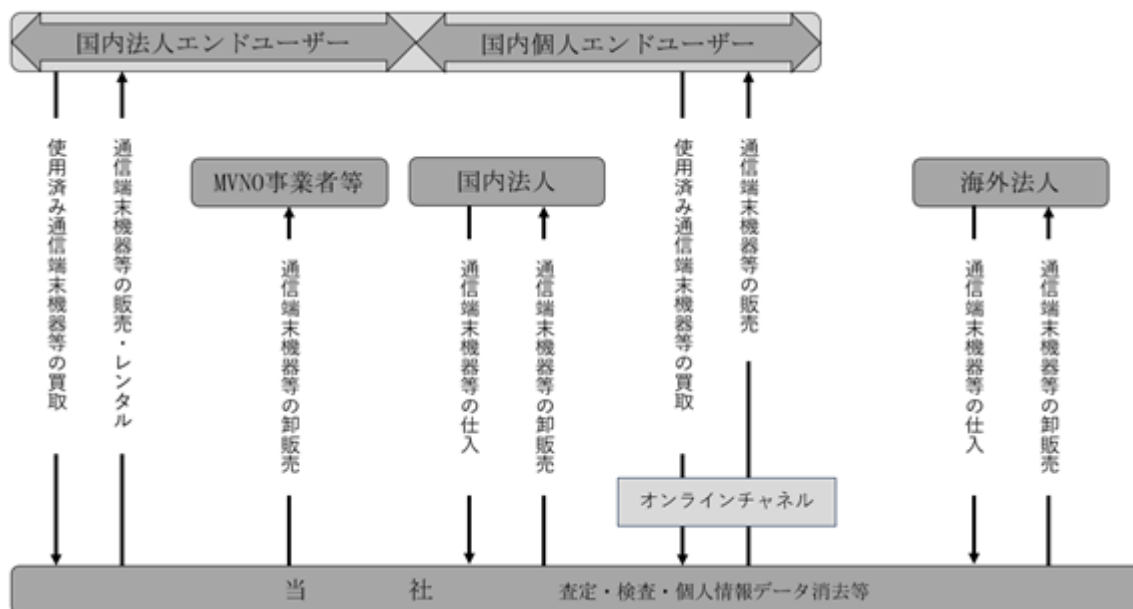 国内法人エンドユーザー
国内個人エンドユーザー
使用済み通信端末機器等の買取
通信端末機器等の販売・レンタル
MVNO事業者等
通信端末機器等の卸販売
国内法人
通信端末機器等の仕入
通信端末機器等の卸販売
使用済み通信端末機器等の買取
通信端末機器等の販売
オンラインチャネル
海外法人
通信端末機器等の仕入
通信端末機器等の卸販売
当 社 査定・検査・個人情報データ消去等